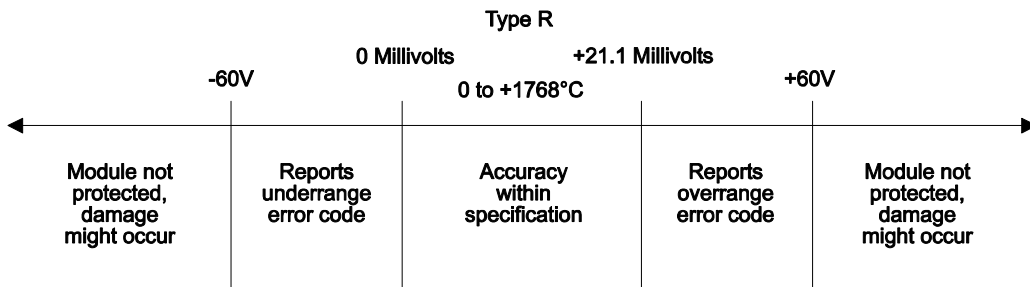 Type R
0 Millivolts
+21.1 Millivolts
-60V
0 to +1768°C
+60V
Module not
protected,
damage
might occur
Reports
underrange
error code
Accuracy
within
specification
Reports
overrange
error code
Module not
protected,
damage
might occur